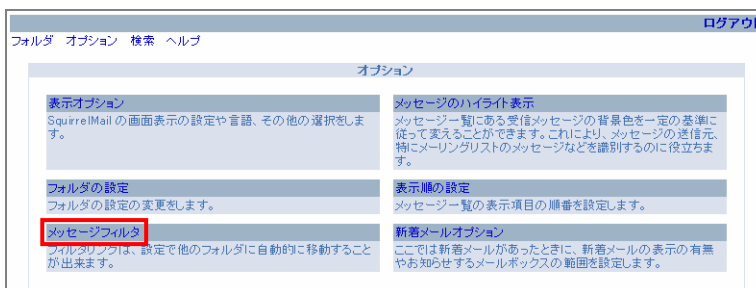 ログアウト
フォルダ オプション 検索 ヘルプ
オプション
表示オプション
SquirrelMail の画面表示の設定や言語、その他の選択をしま
す。
メッセージのハイライト表示
メッセージ一覧にある受信メッセージの背景色を一定の基準に
従って変えることができます。これにより、メッセージの送信元、
特にメーリングリストのメッセージなどを識別するのに役立ちま
す。
フォルダの設定
フォルダの設定の変更をします。
表示順の設定
メッセージ一覧の表示項目の順番を設定します。
メッセージフィルタ
フィルタリングは、設定で他のフォルダに自動的に移動すること
が出来ます。
新着メールオプション
ここでは新着メールがあったときに、新着メールの表示の有無
やお知らせするメールボックスの範囲を設定します。